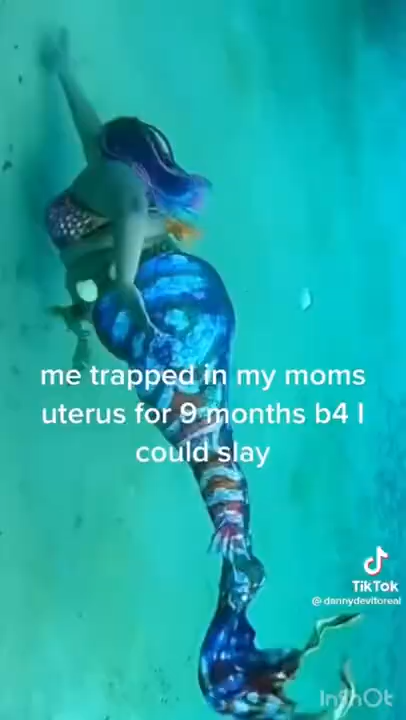 me trapped in my moms
uterus for 9 months b4 I
could slay
TikTok
@dannydevitoreal
InShOt